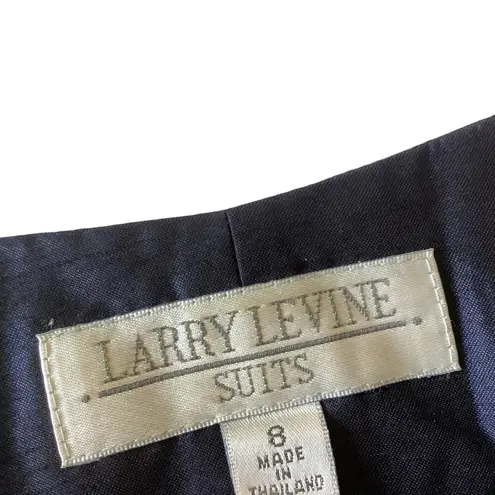 LARRY LEVINE
SUITS
8
MADE
IN
THAILAND